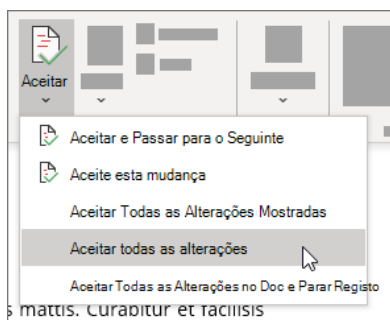 Aceitar
Aceitar e Passar para o Seguinte
Aceite esta mudança
Aceitar Todas as Alterações Mostradas
Aceitar todas as alterações
Aceitar Todas as Alterações no Doc e Parar Registo
s mattis. Curabitur et facilisis